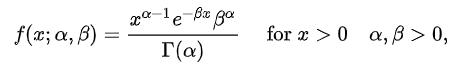 f(x; α, β) = x^{α−1} e^{−βx} β^α / Γ(α)   for x > 0   α, β > 0,